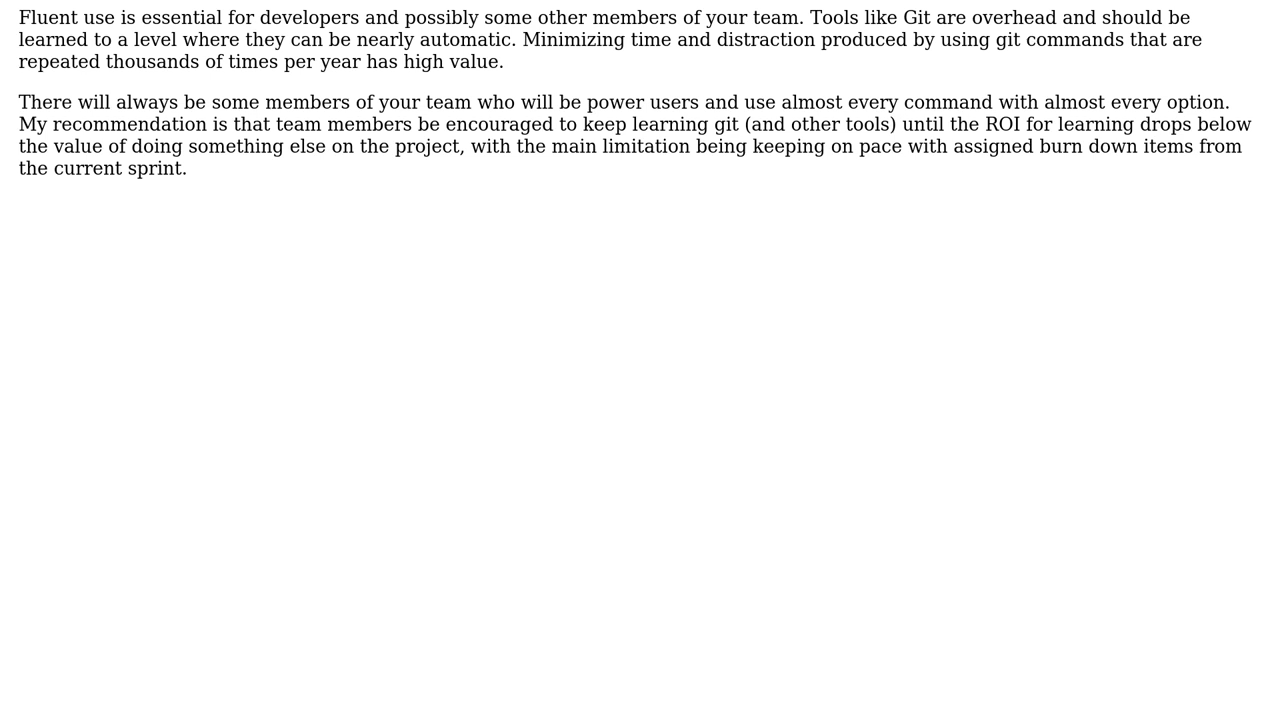 Fluent use is essential for developers and possibly some other members of your team. Tools like Git are overhead and should be
learned to a level where they can be nearly automatic. Minimizing time and distraction produced by using git commands that are
repeated thousands of times per year has high value.
There will always be some members of your team who will be power users and use almost every command with almost every option.
My recommendation is that team members be encouraged to keep learning git (and other tools) until the ROI for learning drops below
the value of doing something else on the project, with the main limitation being keeping on pace with assigned burn down items from
the current sprint.